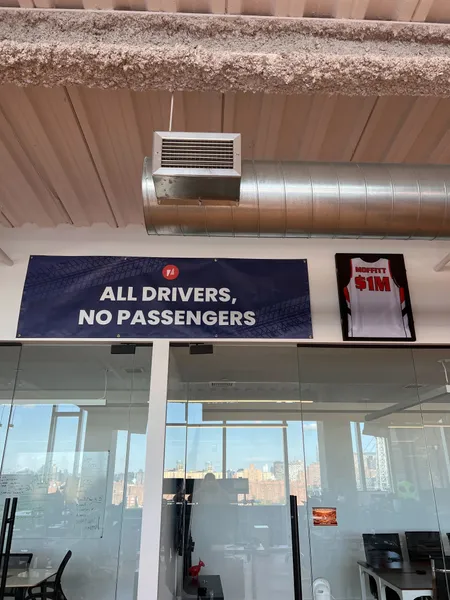 ALL DRIVERS,
NO PASSENGERS
MOFFITT
$1M